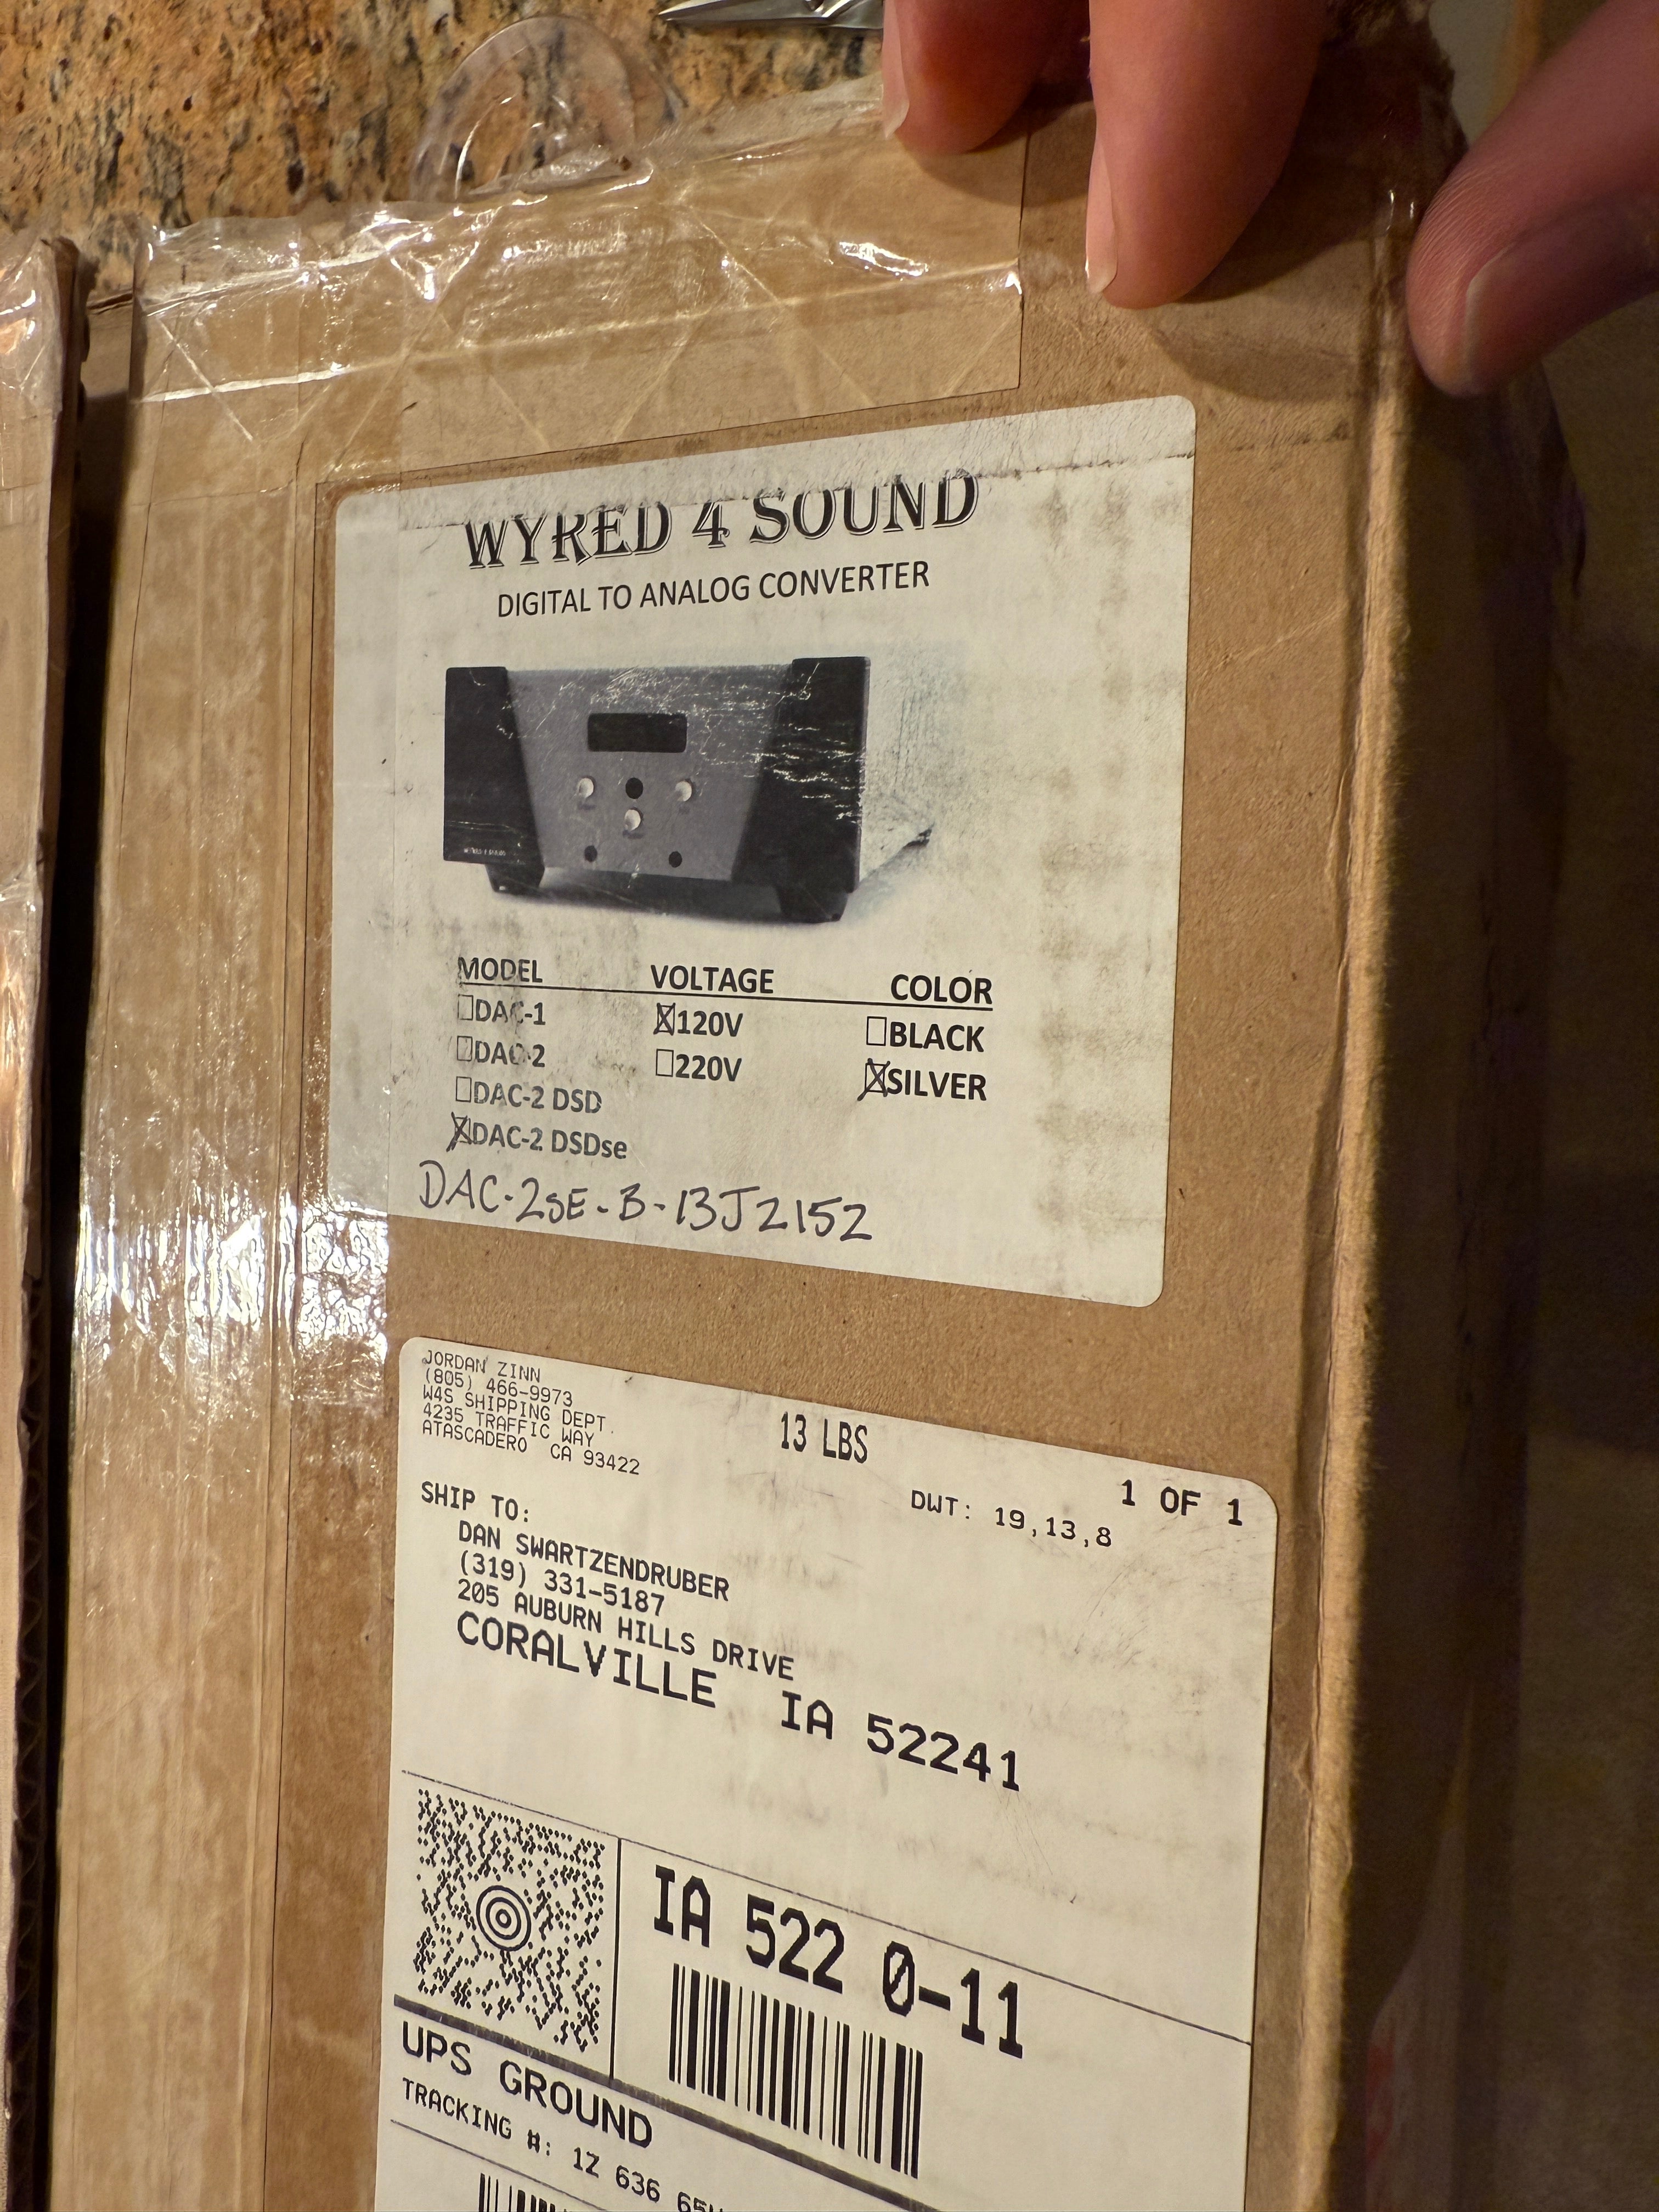 WYRED 4 SOUND
DIGITAL TO ANALOG CONVERTER
WYRED 4 SOUND
MODEL VOLTAGE COLOR
☐DAC-1 ☒120V ☐BLACK
☐DAC-2 ☐220V ☒SILVER
☐DAC-2 DSD
☒DAC-2 DSDse
DAC-2SE-B-13J2152
JORDAN ZINN
(805) 466-9973
W4S SHIPPING DEPT.
4235 TRAFFIC WAY
ATASCADERO CA 93422
13 LBS
1 OF 1
DWT: 19,13,8
SHIP TO:
DAN SWARTZENDRUBER
(319) 331-5187
205 AUBURN HILLS DRIVE
CORALVILLE IA 52241
IA 522 0-11
UPS GROUND
TRACKING #: 1Z 636